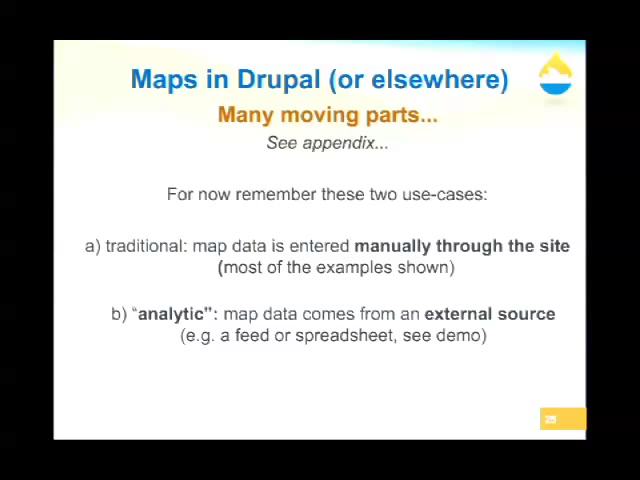 Maps in Drupal (or elsewhere)
Many moving parts...
See appendix...
For now remember these two use-cases:
a) traditional: map data is entered manually through the site
(most of the examples shown)
b) “analytic”: map data comes from an external source
(e.g. a feed or spreadsheet, see demo)
25